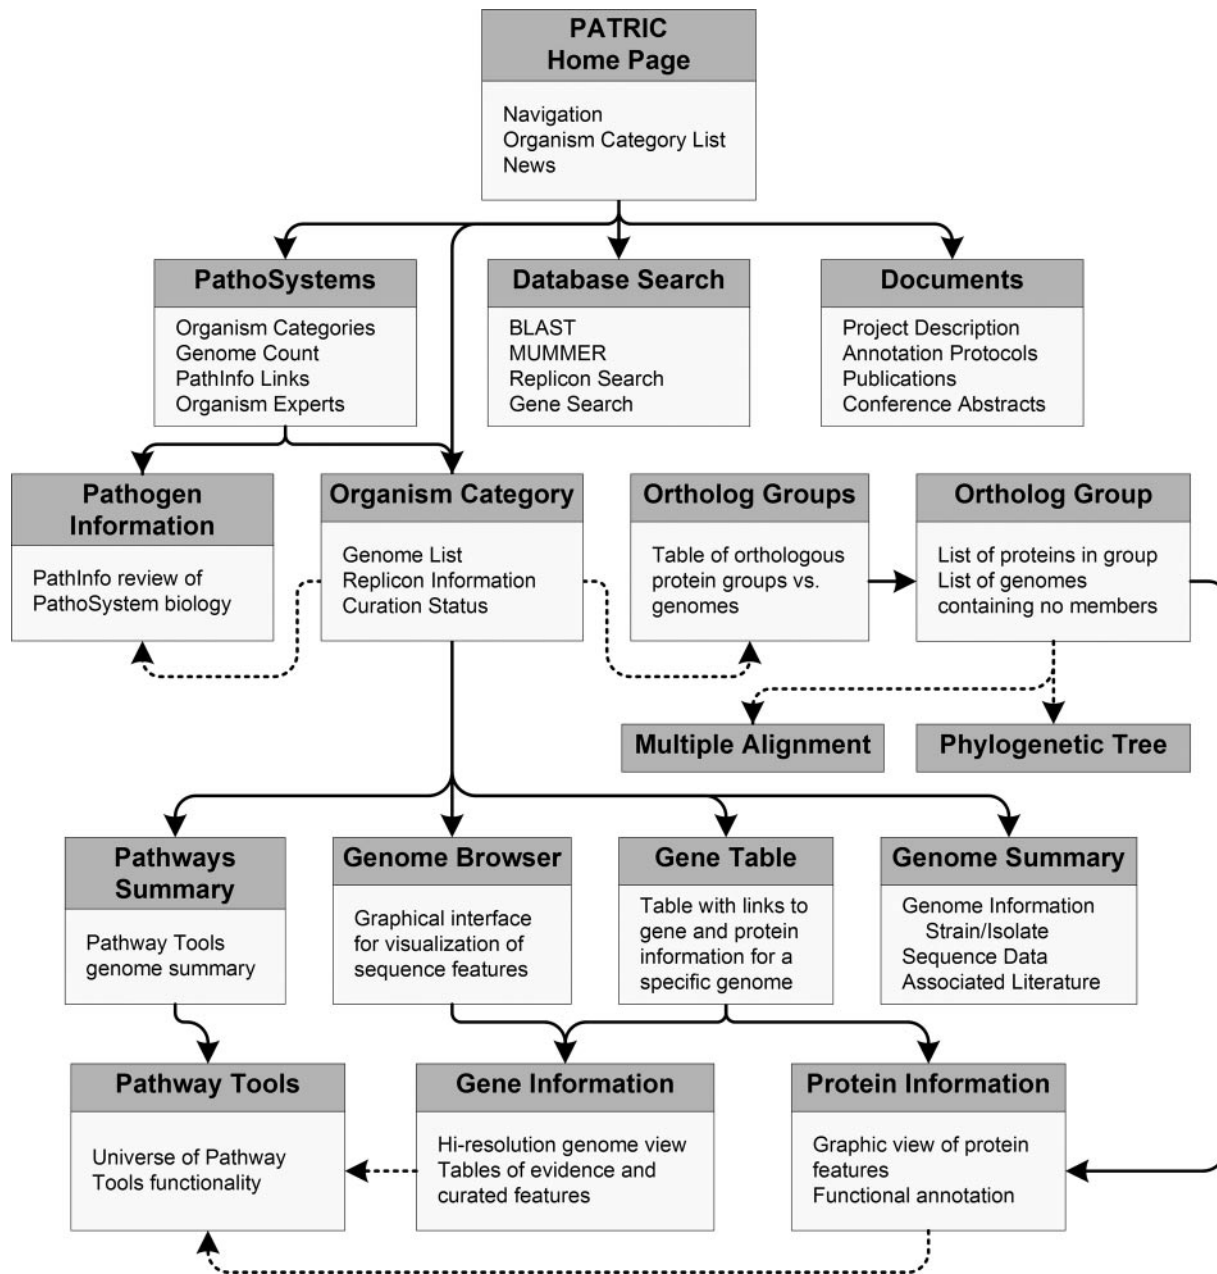 PATRIC
Home Page
Navigation
Organism Category List
News
PathoSystems
Organism Categories
Genome Count
PathInfo Links
Organism Experts
Database Search
BLAST
MUMMER
Replicon Search
Gene Search
Documents
Project Description
Annotation Protocols
Publications
Conference Abstracts
Pathogen
Information
PathInfo review of
PathoSystem biology
Organism Category
Genome List
Replicon Information
Curation Status
Ortholog Groups
Table of orthologous
protein groups vs.
genomes
Ortholog Group
List of proteins in group
List of genomes
containing no members
Multiple Alignment
Phylogenetic Tree
Pathways
Summary
Pathway Tools
genome summary
Genome Browser
Graphical interface
for visualization of
sequence features
Gene Table
Table with links to
gene and protein
information for a
specific genome
Genome Summary
Genome Information
Strain/Isolate
Sequence Data
Associated Literature
Pathway Tools
Universe of Pathway
Tools functionality
Gene Information
Hi-resolution genome view
Tables of evidence and
curated features
Protein Information
Graphic view of protein
features
Functional annotation